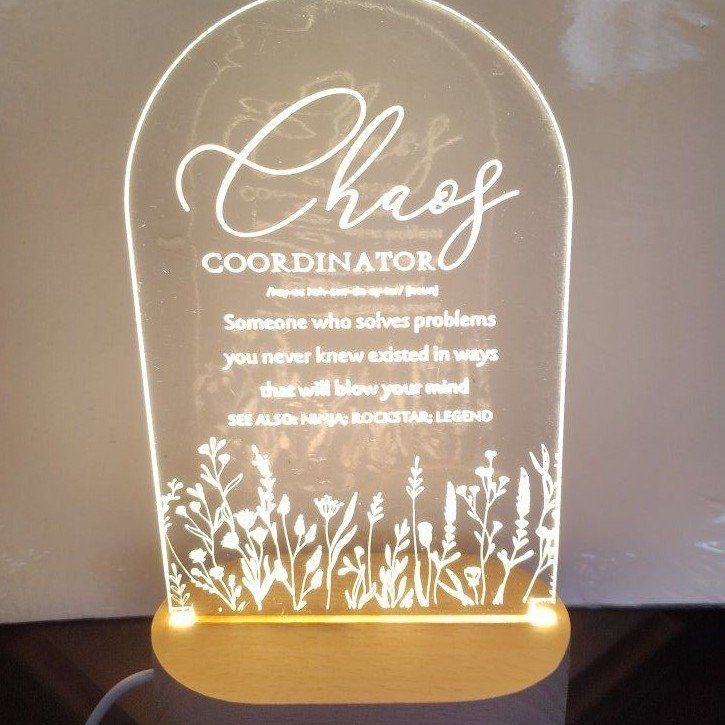 Chaos
COORDINATOR
Someone who solves problems
you never knew existed in ways
that will blow your mind
SEE ALSO: NINJA; ROCKSTAR; LEGEND